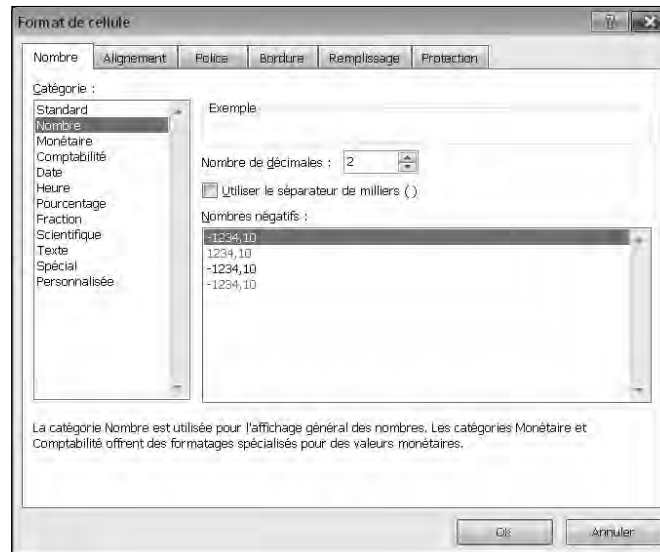 Format de cellule
Nombre Alignement Police Bordure Remplissage Protection
Catégorie :
Standard
Nombre
Monétaire
Comptabilité
Date
Heure
Pourcentage
Fraction
Scientifique
Texte
Spécial
Personnalisée
Exemple
Nombre de décimales : 2
Utiliser le séparateur de milliers ( )
Nombres négatifs :
-1234,10
1234,10
-1234,10
-1234,10
La catégorie Nombre est utilisée pour l'affichage général des nombres. Les catégories Monétaire et
Comptabilité offrent des formatages spécialisés pour des valeurs monétaires.
OK Annuler